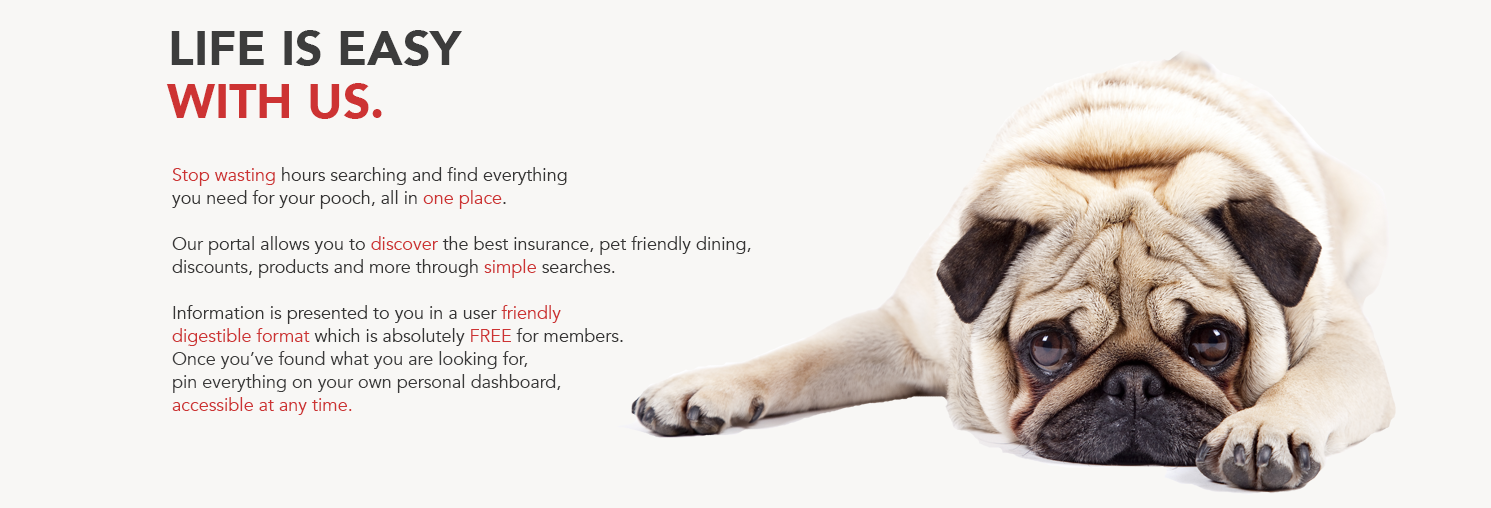 LIFE IS EASY
WITH US.
Stop wasting hours searching and find everything
you need for your pooch, all in one place.
Our portal allows you to discover the best insurance, pet friendly dining,
discounts, products and more through simple searches.
Information is presented to you in a user friendly
digestible format which is absolutely FREE for members.
Once you’ve found what you are looking for,
pin everything on your own personal dashboard,
accessible at any time.